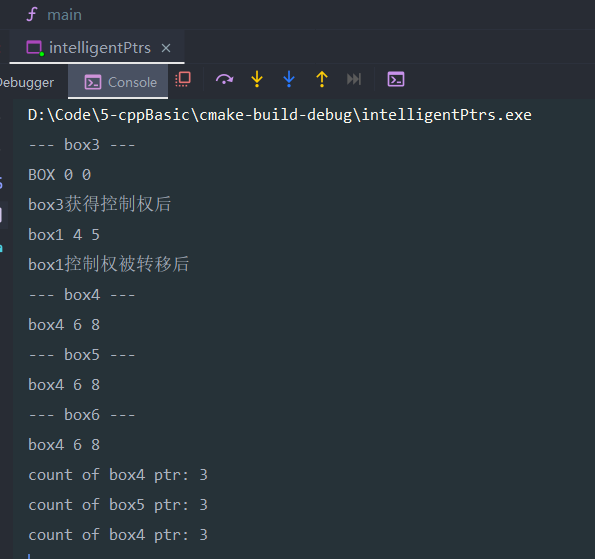 main
intelligentPtrs
Debugger Console
D:\Code\5-cppBasic\cmake-build-debug\intelligentPtrs.exe
--- box3 ---
BOX 0 0
box3获得控制权后
box1 4 5
box1控制权被转移后
--- box4 ---
box4 6 8
--- box5 ---
box4 6 8
--- box6 ---
box4 6 8
count of box4 ptr: 3
count of box5 ptr: 3
count of box4 ptr: 3